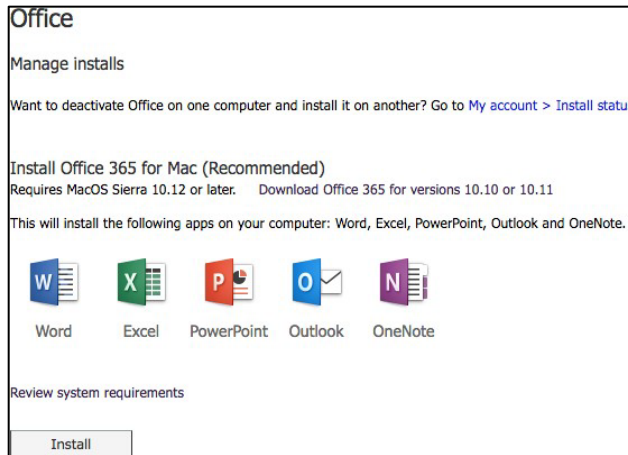 Office
Manage installs
Want to deactivate Office on one computer and install it on another? Go to My account > Install statu
Install Office 365 for Mac (Recommended)
Requires MacOS Sierra 10.12 or later. Download Office 365 for versions 10.10 or 10.11
This will install the following apps on your computer: Word, Excel, PowerPoint, Outlook and OneNote.
W X P O N
Word Excel PowerPoint Outlook OneNote
Review system requirements
Install